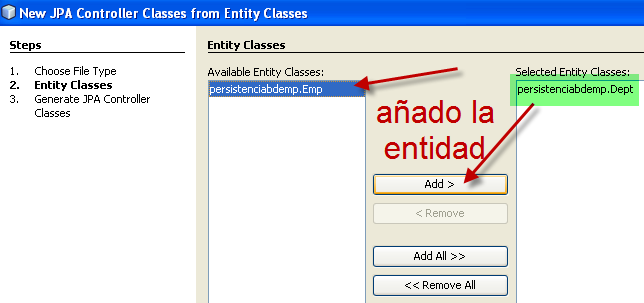 New JPA Controller Classes from Entity Classes
Steps
1. Choose File Type
2. Entity Classes
3. Generate JPA Controller
Classes
Entity Classes
Available Entity Classes:
persistenciabdemp.Emp
añado la
entidad
Add >
< Remove
Add All >>
<< Remove All
Selected Entity Classes:
persistenciabdemp.Dept